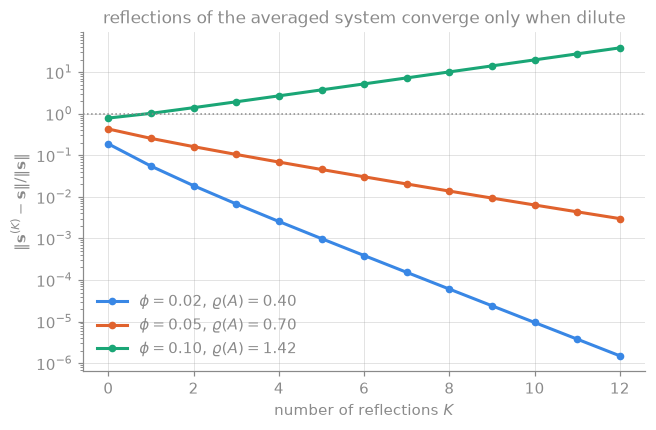 reflections of the averaged system converge only when dilute
‖s⁽ᴷ⁾ − s‖/‖s‖
10¹
10⁰
10⁻¹
10⁻²
10⁻³
10⁻⁴
10⁻⁵
10⁻⁶
ϕ = 0.02, ϱ(A) = 0.40
ϕ = 0.05, ϱ(A) = 0.70
ϕ = 0.10, ϱ(A) = 1.42
0 2 4 6 8 10 12
number of reflections K